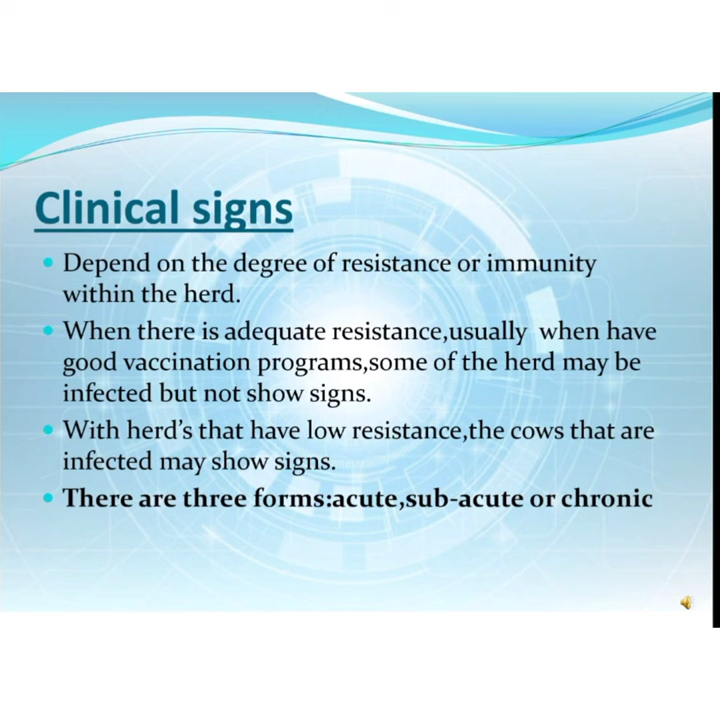 Clinical signs
Depend on the degree of resistance or immunity
within the herd.
When there is adequate resistance,usually when have
good vaccination programs,some of the herd may be
infected but not show signs.
With herd's that have low resistance,the cows that are
infected may show signs.
There are three forms:acute,sub-acute or chronic